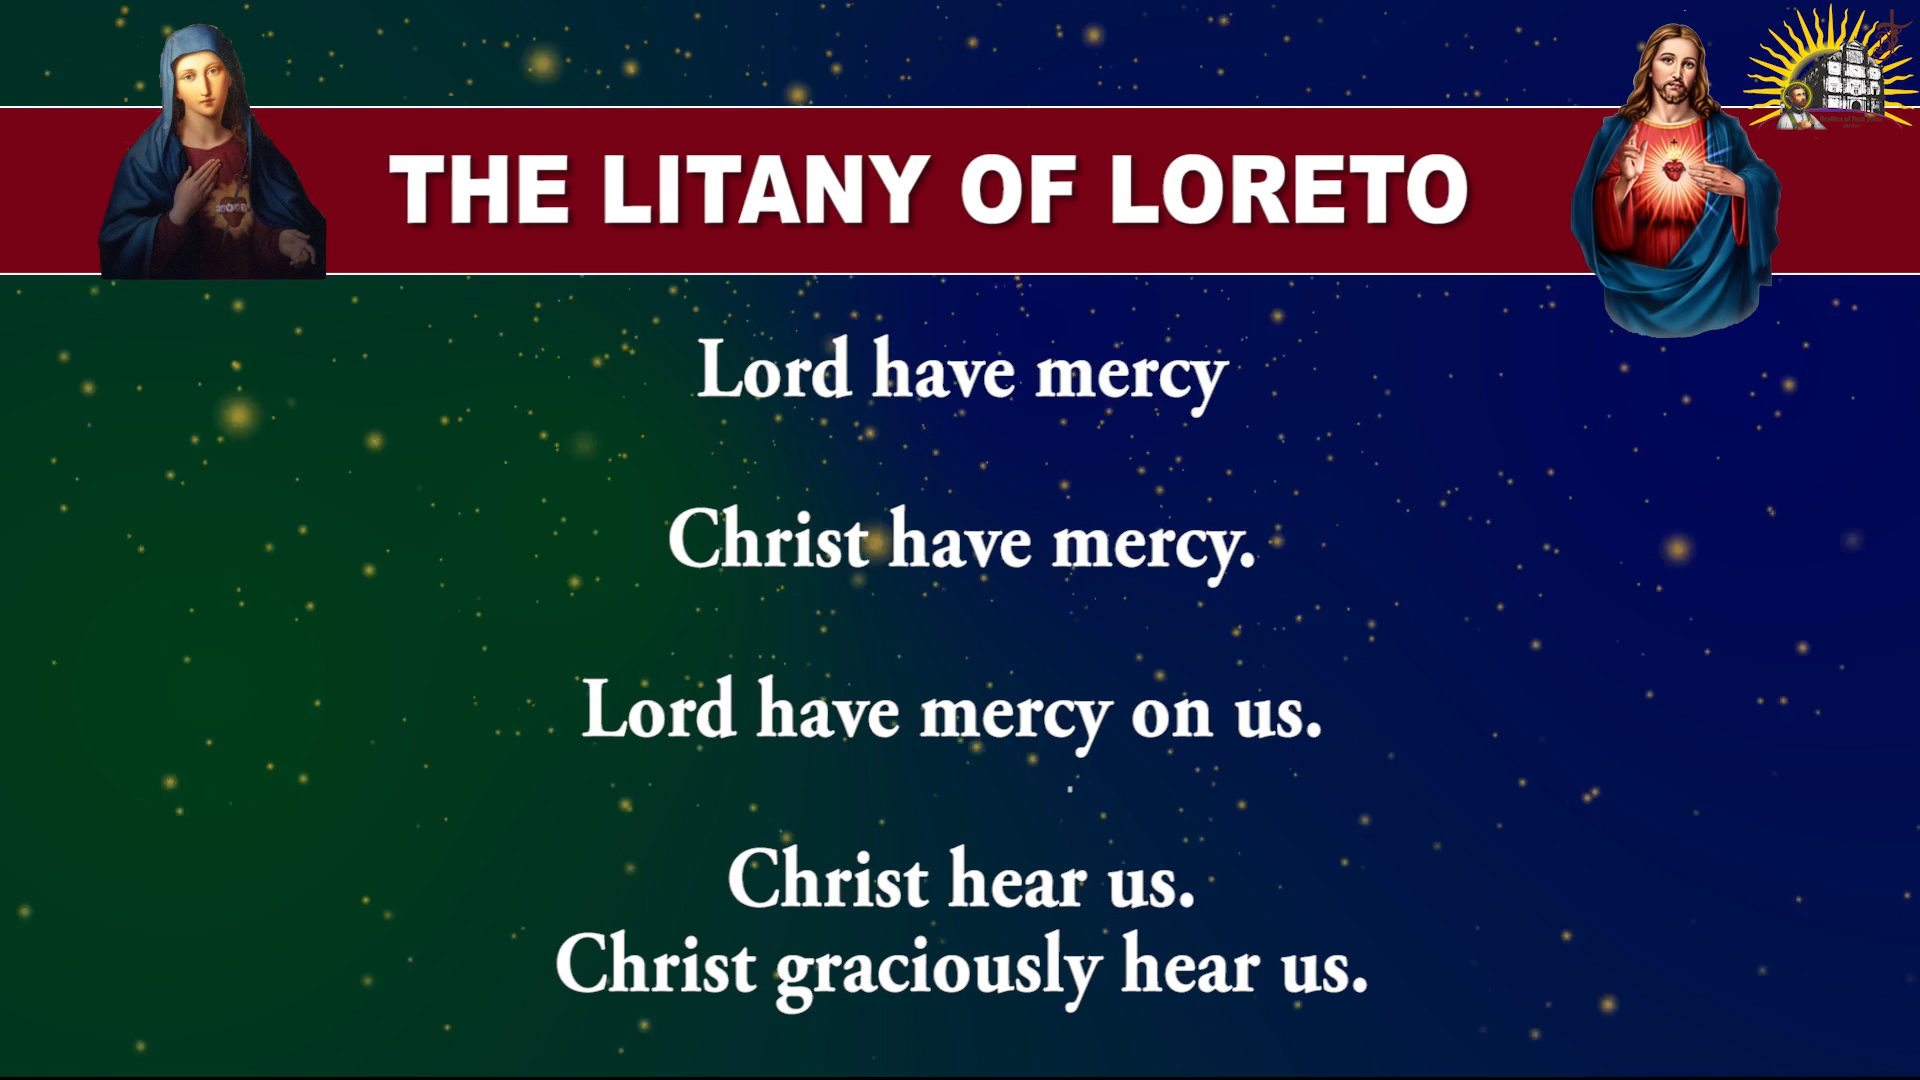 THE LITANY OF LORETO
Lord have mercy
Christ have mercy.
Lord have mercy on us.
Christ hear us.
Christ graciously hear us.